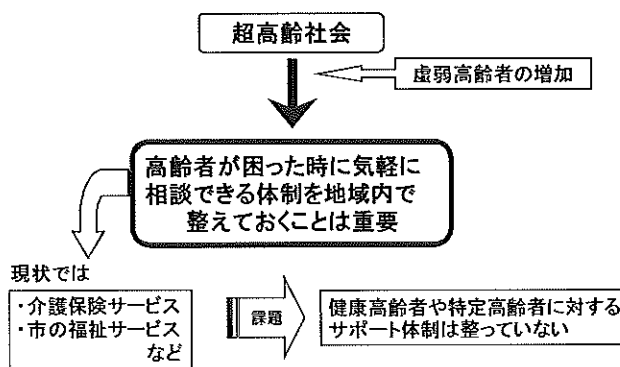 超高齢社会
虚弱高齢者の増加
高齢者が困った時に気軽に
相談できる体制を地域内で
整えておくことは重要
現状では
・介護保険サービス
・市の福祉サービス
など
課題
健康高齢者や特定高齢者に対する
サポート体制は整っていない